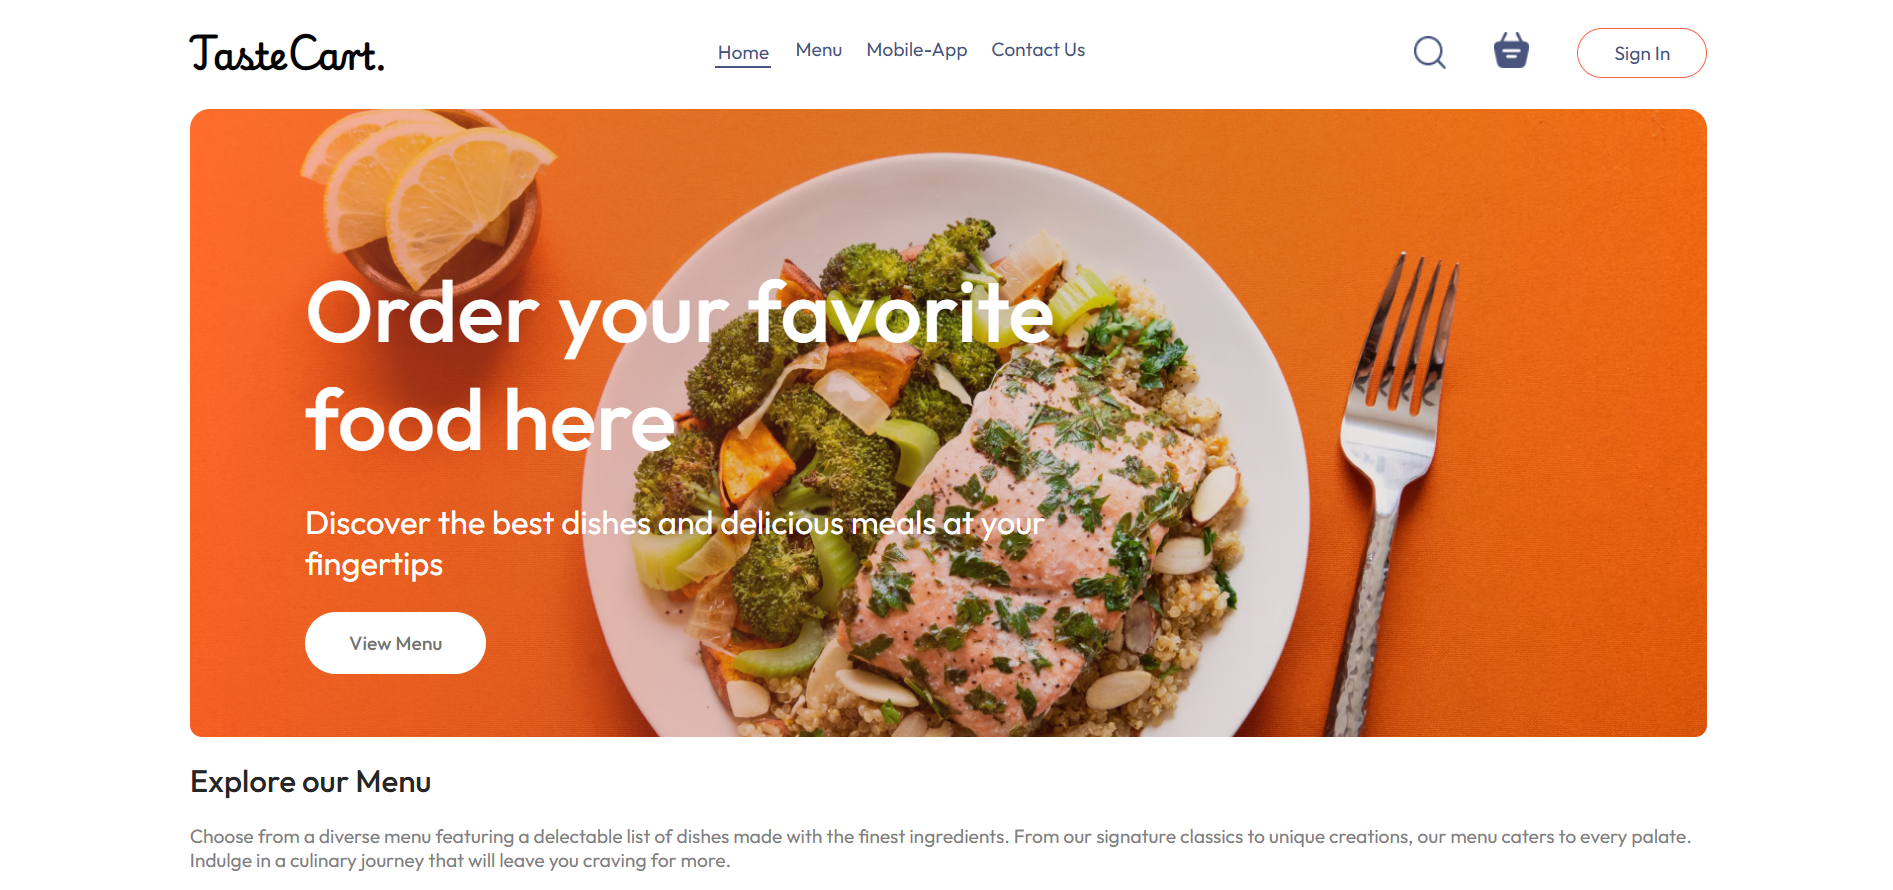 TasteCart.
Home Menu Mobile-App Contact Us
Sign In
Order your favorite
food here
Discover the best dishes and delicious meals at your
fingertips
View Menu
Explore our Menu
Choose from a diverse menu featuring a delectable list of dishes made with the finest ingredients. From our signature classics to unique creations, our menu caters to every palate.
Indulge in a culinary journey that will leave you craving for more.